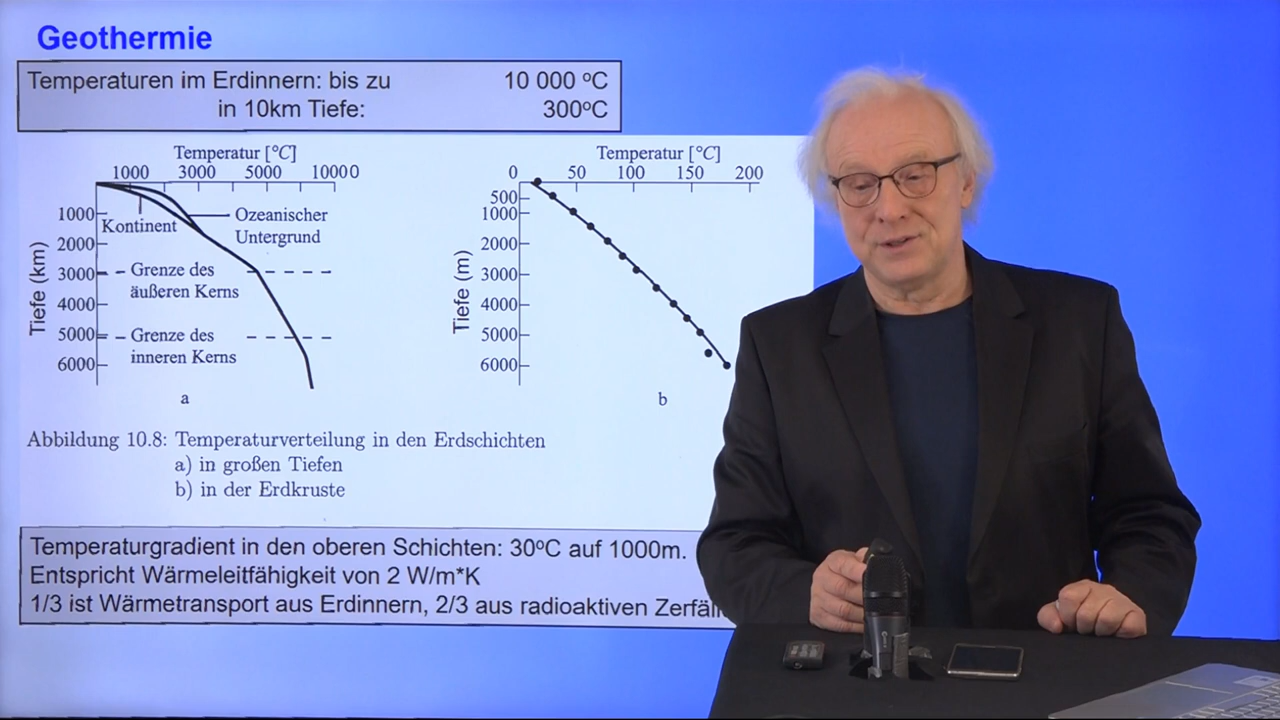 Geothermie
Temperaturen im Erdinnern: bis zu 10 000 ºC
in 10km Tiefe: 300ºC
Temperatur [°C]
1000 3000 5000 10000
Tiefe (km)
1000
2000
3000
4000
5000
6000
Kontinent
Ozeanischer
Untergrund
Grenze des
äußeren Kerns
Grenze des
inneren Kerns
a
Temperatur [°C]
0 50 100 150 200
Tiefe (m)
500
1000
2000
3000
4000
5000
6000
b
Abbildung 10.8: Temperaturverteilung in den Erdschichten
a) in großen Tiefen
b) in der Erdkruste
Temperaturgradient in den oberen Schichten: 30ºC auf 1000m.
Entspricht Wärmeleitfähigkeit von 2 W/m*K
1/3 ist Wärmetransport aus Erdinnern, 2/3 aus radioaktiven